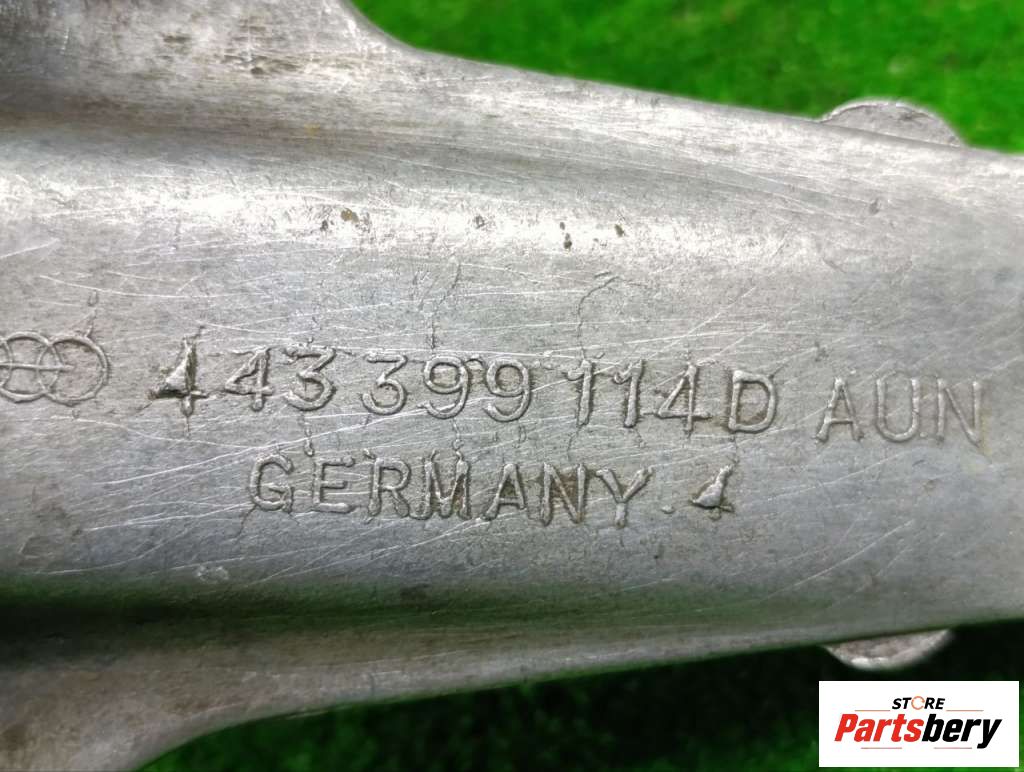 443 399 114D AUN
GERMANY. 4
STORE
Partsbery